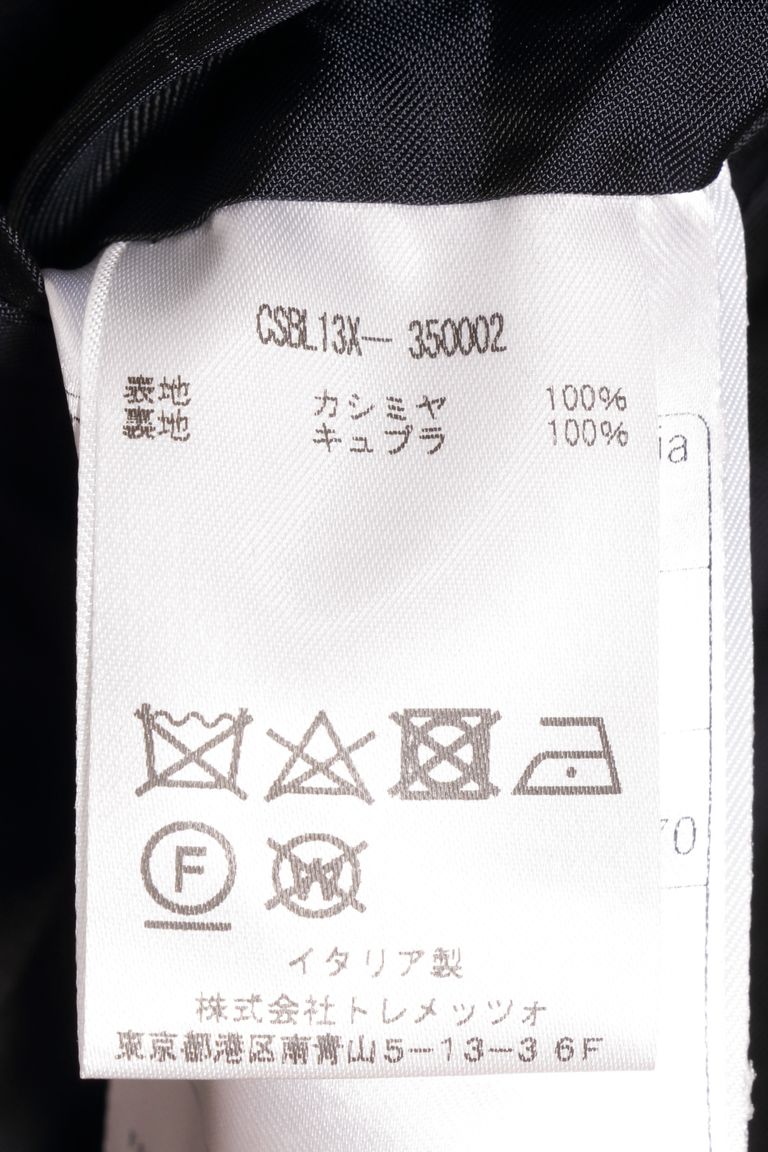 CSBL13X— 350002
表地 カシミヤ 100%
裏地 キュプラ 100%
ia
70
F
W
イタリア製
株式会社トレメッツォ
東京都港区南青山5－13－3 6F